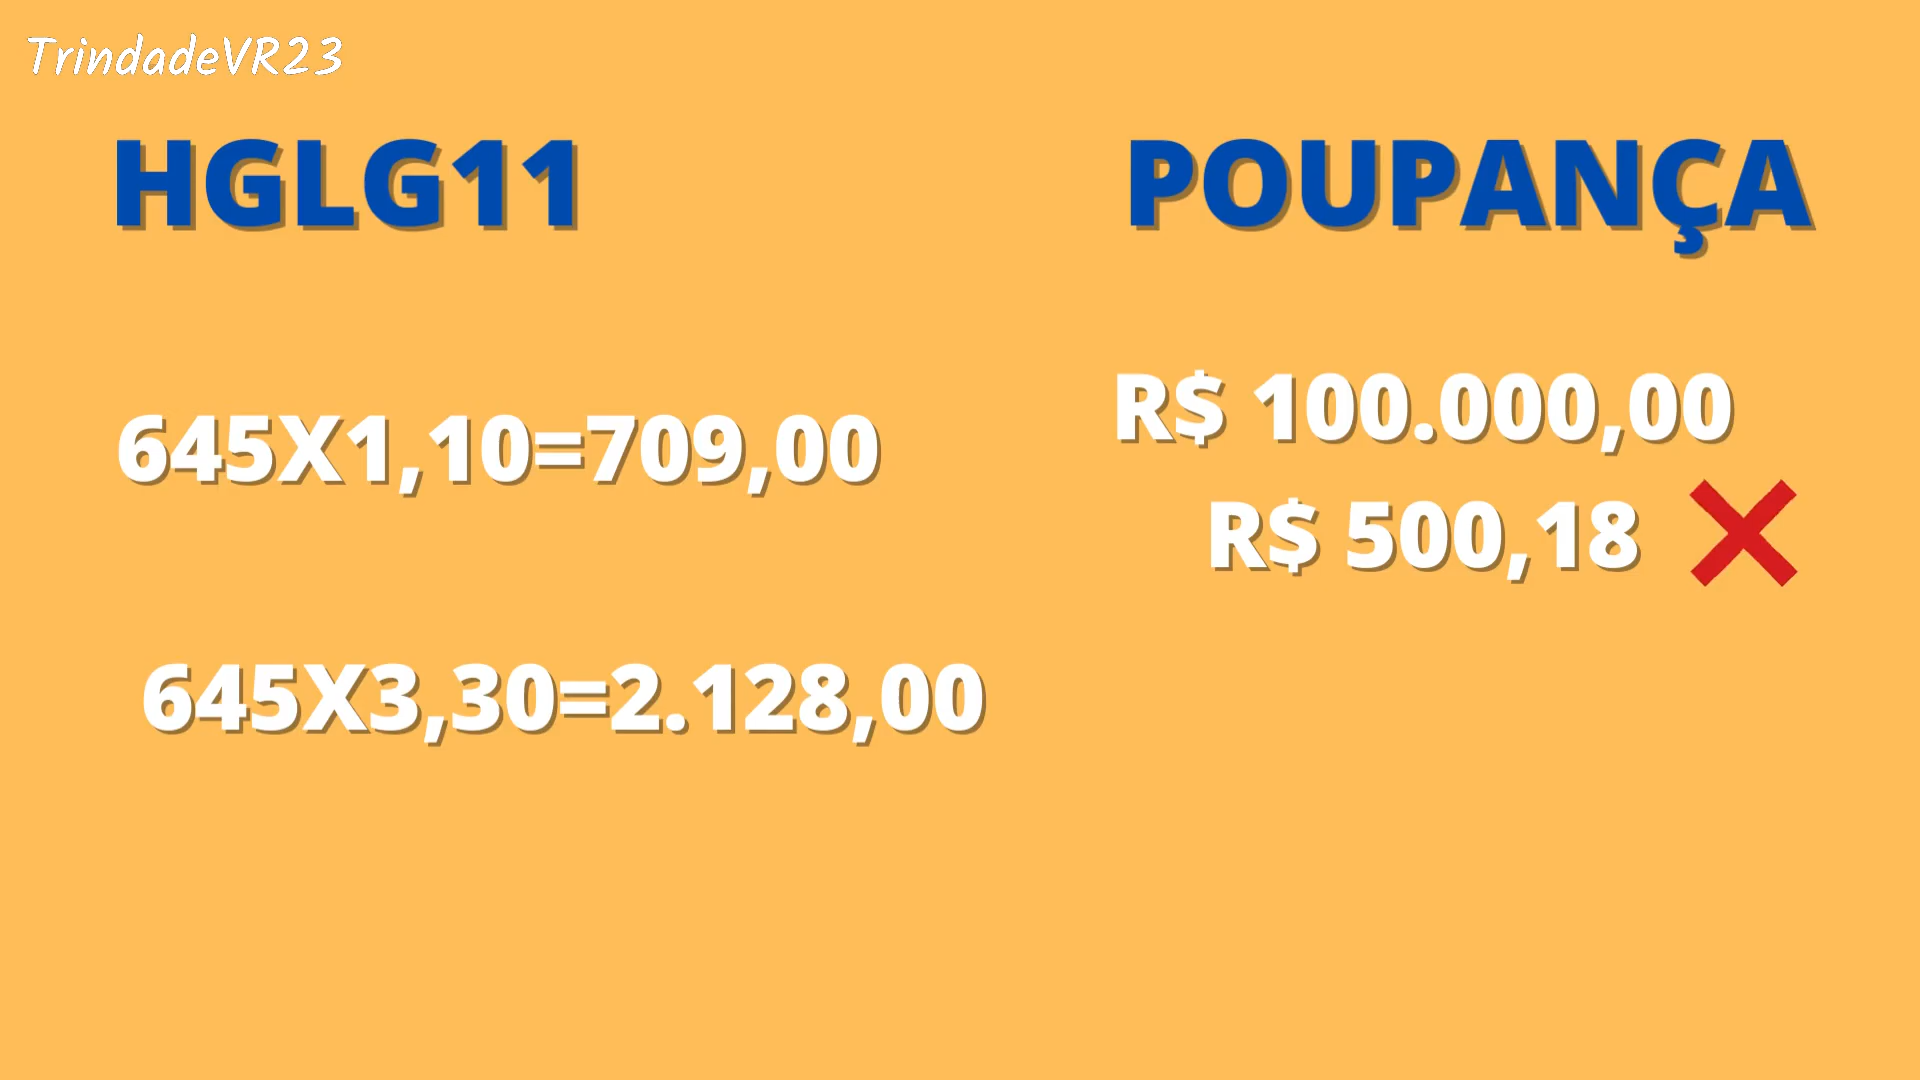 TrindadeVR23
HGLG11
645X1,10=709,00
645X3,30=2.128,00
POUPANÇA
R$ 100.000,00
R$ 500,18